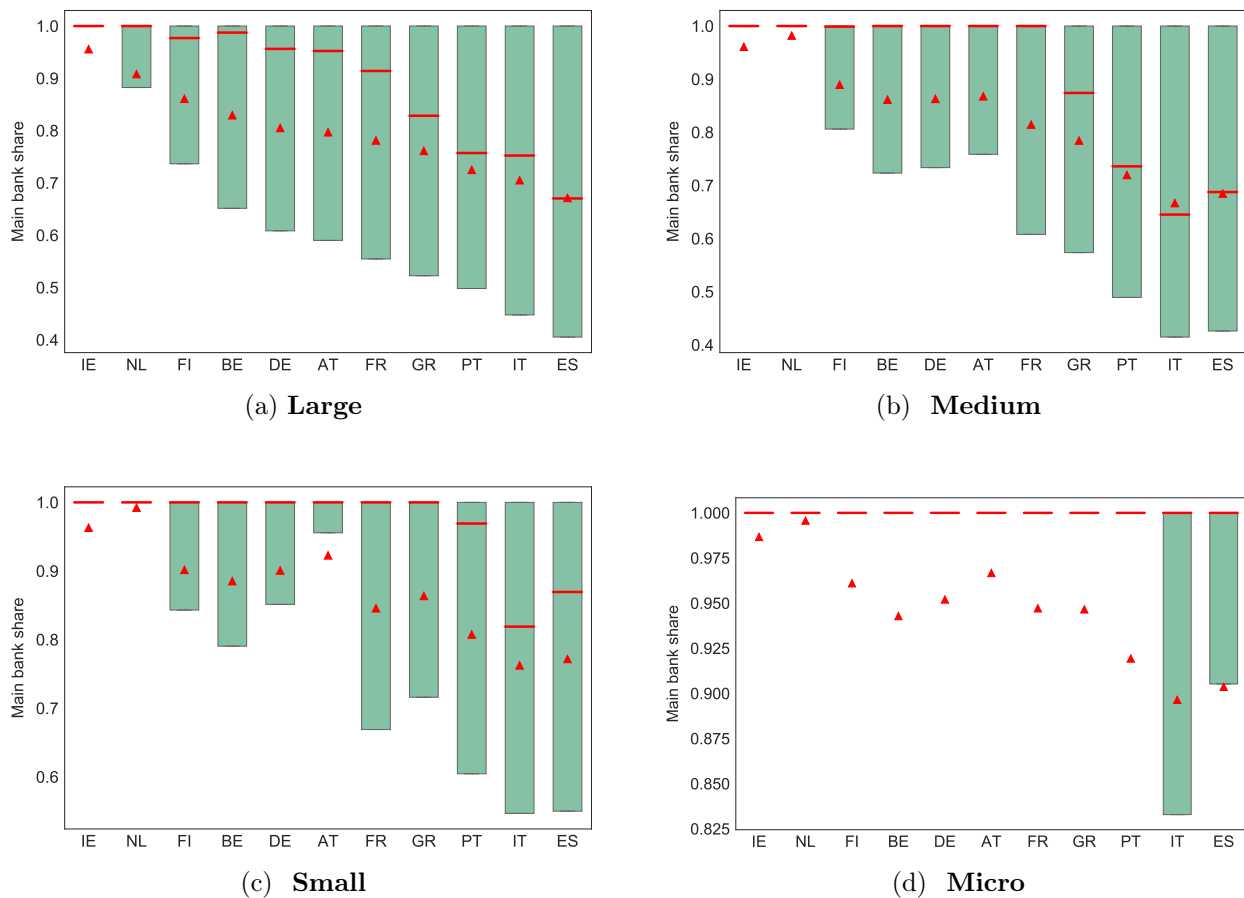 Main bank share
1.0
0.9
0.8
0.7
0.6
0.5
0.4
IE NL FI BE DE AT FR GR PT IT ES
(a) Large
Main bank share
1.0
0.9
0.8
0.7
0.6
0.5
0.4
IE NL FI BE DE AT FR GR PT IT ES
(b) Medium
Main bank share
1.0
0.9
0.8
0.7
0.6
IE NL FI BE DE AT FR GR PT IT ES
(c) Small
Main bank share
1.000
0.975
0.950
0.925
0.900
0.875
0.850
0.825
IE NL FI BE DE AT FR GR PT IT ES
(d) Micro